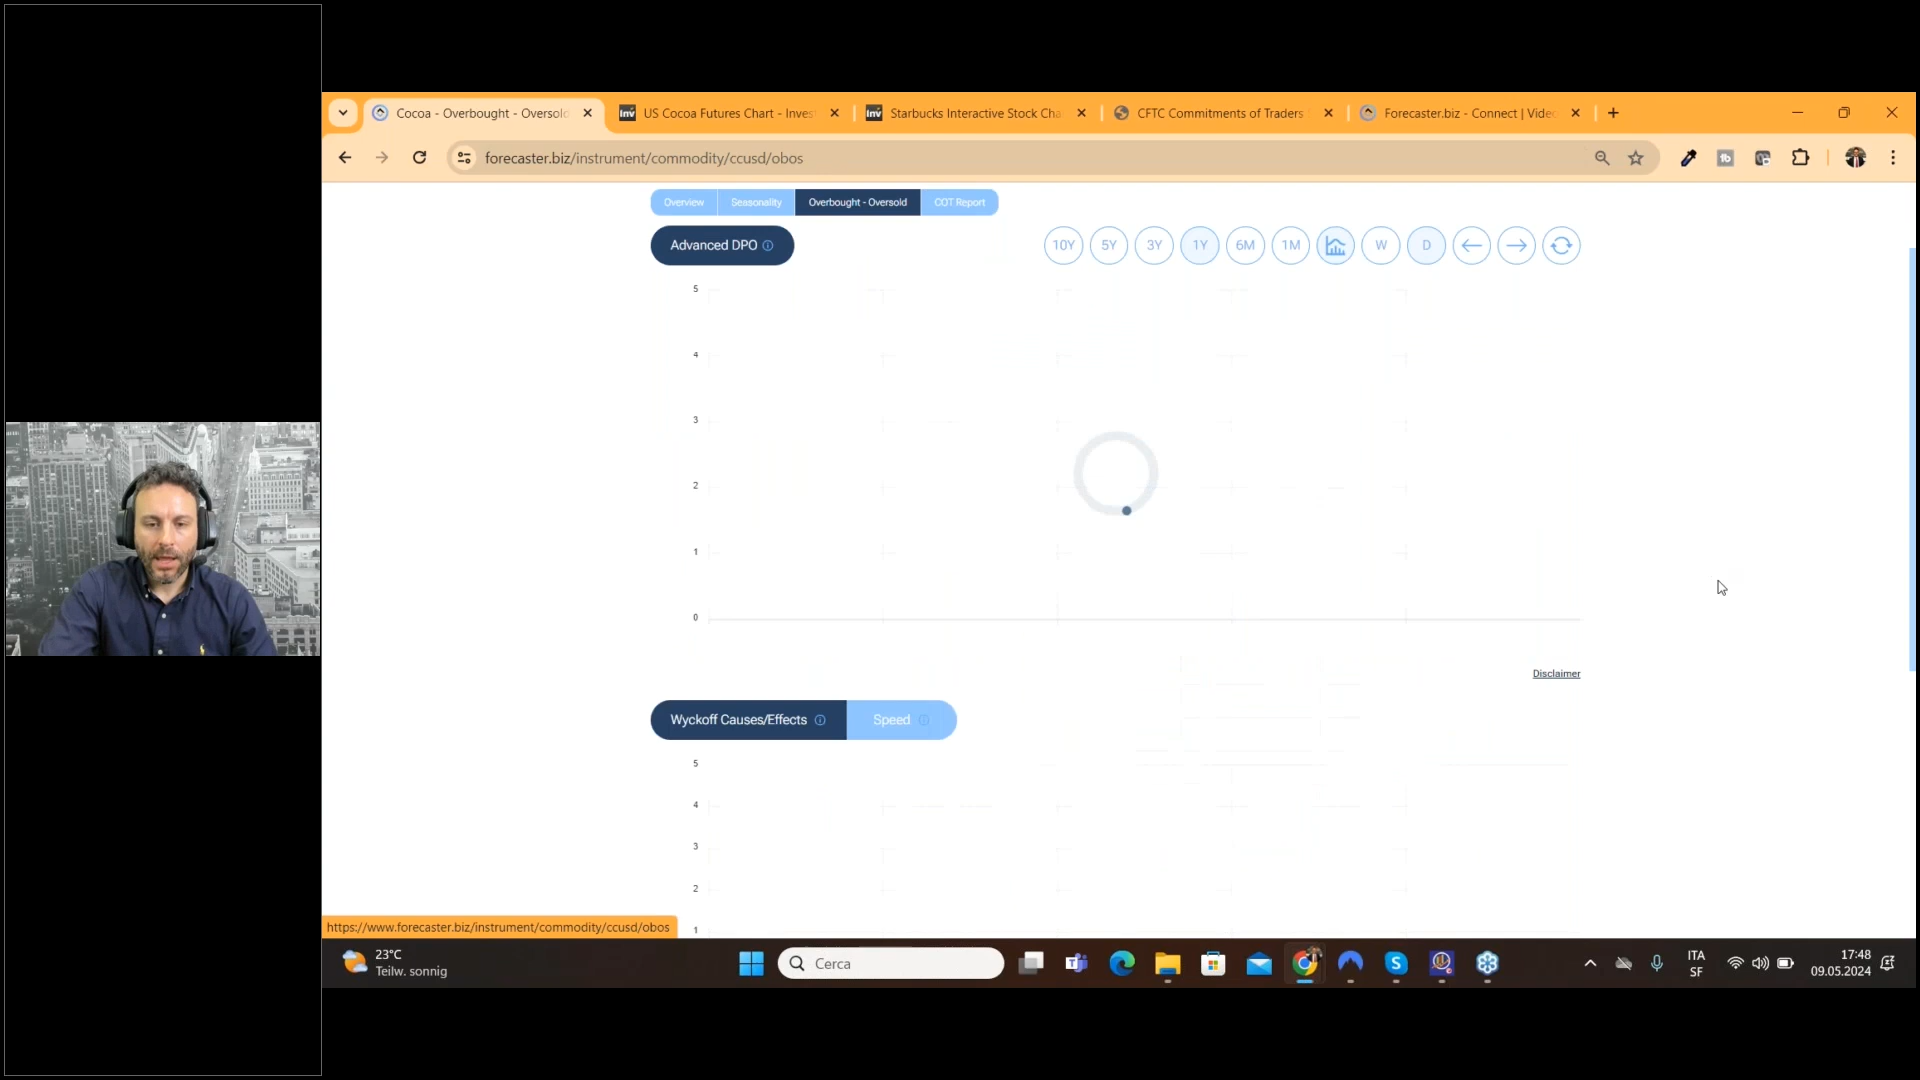 Cocoa - Overbought - Oversold
US Cocoa Futures Chart - Inves
Starbucks Interactive Stock Cha
CFTC Commitments of Traders
Forecaster.biz - Connect | Video
forecaster.biz/instrument/commodity/ccusd/obos
Overview
Seasonality
Overbought - Oversold
COT Report
Advanced DPO
10Y
5Y
3Y
1Y
6M
1M
W
D
5
4
3
2
1
0
Disclaimer
Wyckoff Causes/Effects
Speed
5
4
3
2
1
https://www.forecaster.biz/instrument/commodity/ccusd/obos
23°C
Teilw. sonnig
Cerca
ITA
SF
17:48
09.05.2024